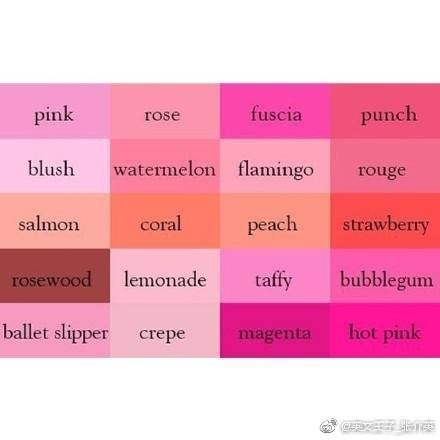 pink rose fuscia punch
blush watermelon flamingo rouge
salmon coral peach strawberry
rosewood lemonade taffy bubblegum
ballet slipper crepe magenta hot pink